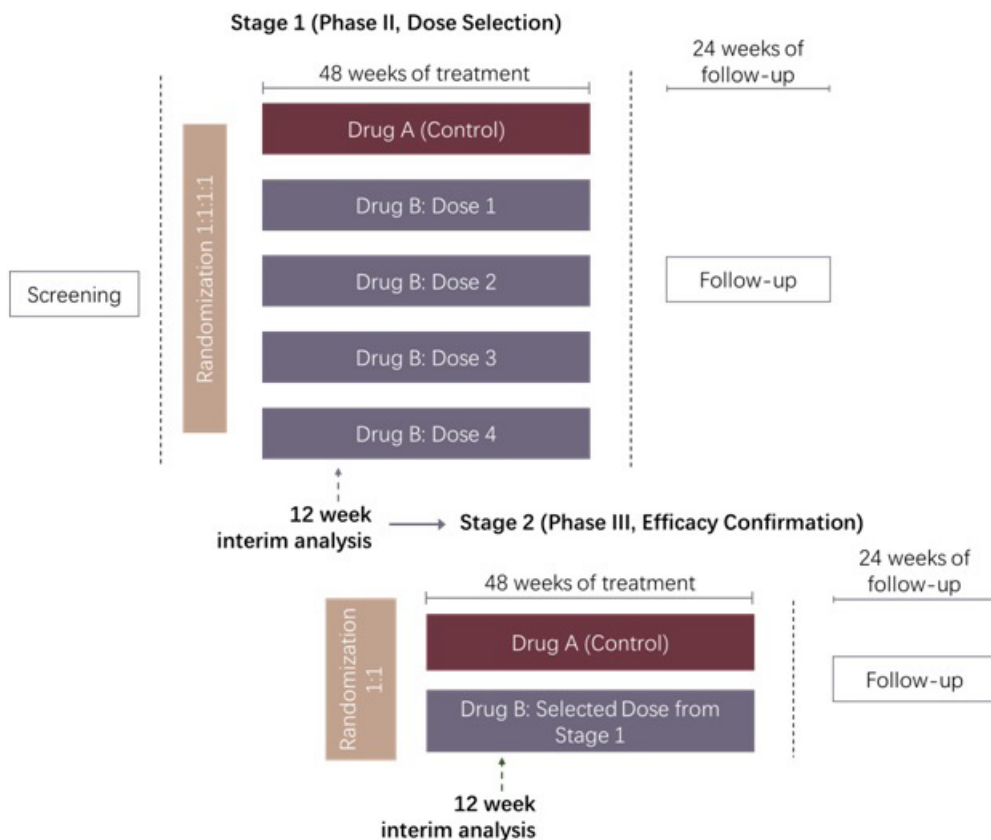 Stage 1 (Phase II, Dose Selection)
24 weeks of
follow-up
48 weeks of treatment
Drug A (Control)
Drug B: Dose 1
Drug B: Dose 2
Drug B: Dose 3
Drug B: Dose 4
Randomization 1:1:1:1:1
Screening
Follow-up
12 week
interim analysis
Stage 2 (Phase III, Efficacy Confirmation)
24 weeks of
follow-up
48 weeks of treatment
Randomization
1:1
Drug A (Control)
Drug B: Selected Dose from
Stage 1
Follow-up
12 week
interim analysis